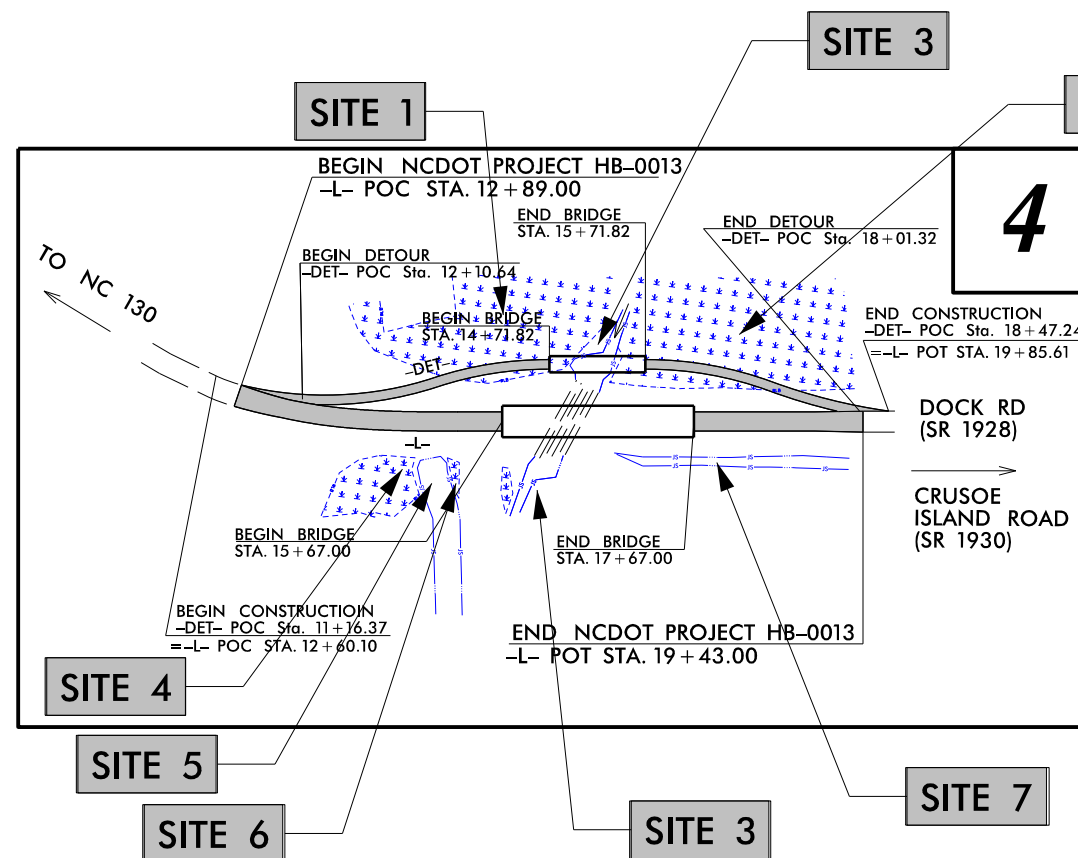 SITE 3
SITE 1
BEGIN NCDOT PROJECT HB–0013
–L– POC STA. 12+89.00
4
END BRIDGE
STA. 15+71.82
END DETOUR
–DET– POC Sta. 18+01.32
TO NC 130
BEGIN DETOUR
–DET– POC Sta. 12+10.64
BEGIN BRIDGE
STA. 14+71.82
END CONSTRUCTION
–DET– POC Sta. 18+47.24
=–L– POT STA. 19+85.61
–DET–
DOCK RD
(SR 1928)
–L–
CRUSOE
ISLAND ROAD
(SR 1930)
BEGIN BRIDGE
STA. 15+67.00
END BRIDGE
STA. 17+67.00
BEGIN CONSTRUCTIOIN
–DET– POC Sta. 11+16.37
=–L– POC STA. 12+60.10
END NCDOT PROJECT HB–0013
–L– POT STA. 19+43.00
SITE 4
SITE 5
SITE 6
SITE 3
SITE 7